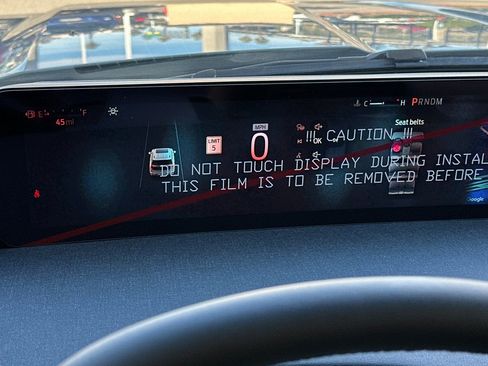 E F
45 mi
C H
PRNDM
LIMIT
5
MPH
0
Seat belts
OK
!!! CAUTION !!!
DO NOT TOUCH DISPLAY DURING INSTAL
THIS FILM IS TO BE REMOVED BEFORE
Google